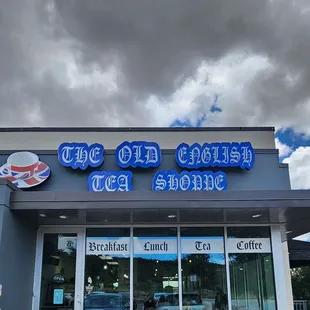 The Old English
Tea Shoppe
Breakfast Lunch Tea Coffee